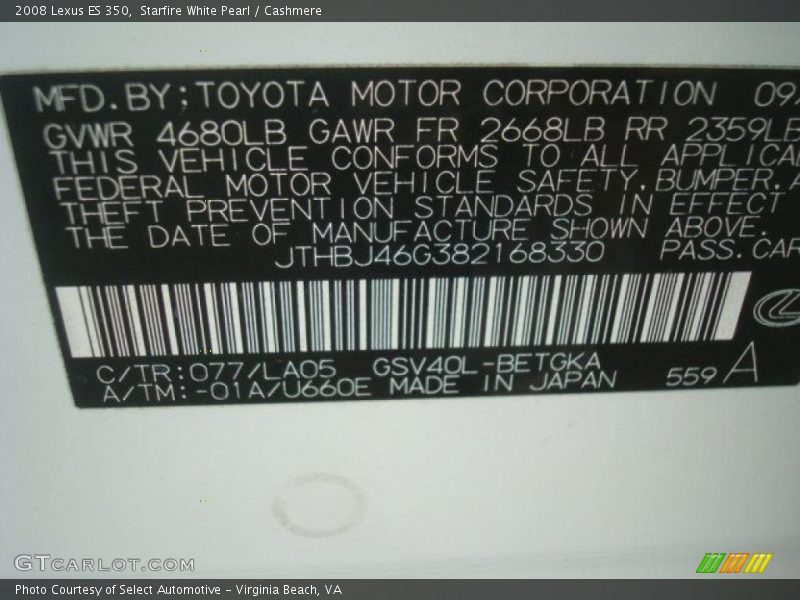 2008 Lexus ES 350, Starfire White Pearl / Cashmere
MFD. BY; TOYOTA MOTOR CORPORATION 09
GVWR 4680LB GAWR FR 2668LB RR 2359LB
THIS VEHICLE CONFORMS TO ALL
FEDERAL MOTOR VEHICLE SAFETY. BUMPER.
THEFT PREVENTION STANDARDS IN EFFECT
THE DATE OF MANUFACTURE SHOWN ABOVE.
JTHBJ46G382168330 PASS. CAR
C/TR: 077/LA05 GSV40L-BETGKA
A/TM: -01A/U660E MADE IN JAPAN 559 A
GTCARLOT.COM
Photo Courtesy of Select Automotive - Virginia Beach, VA